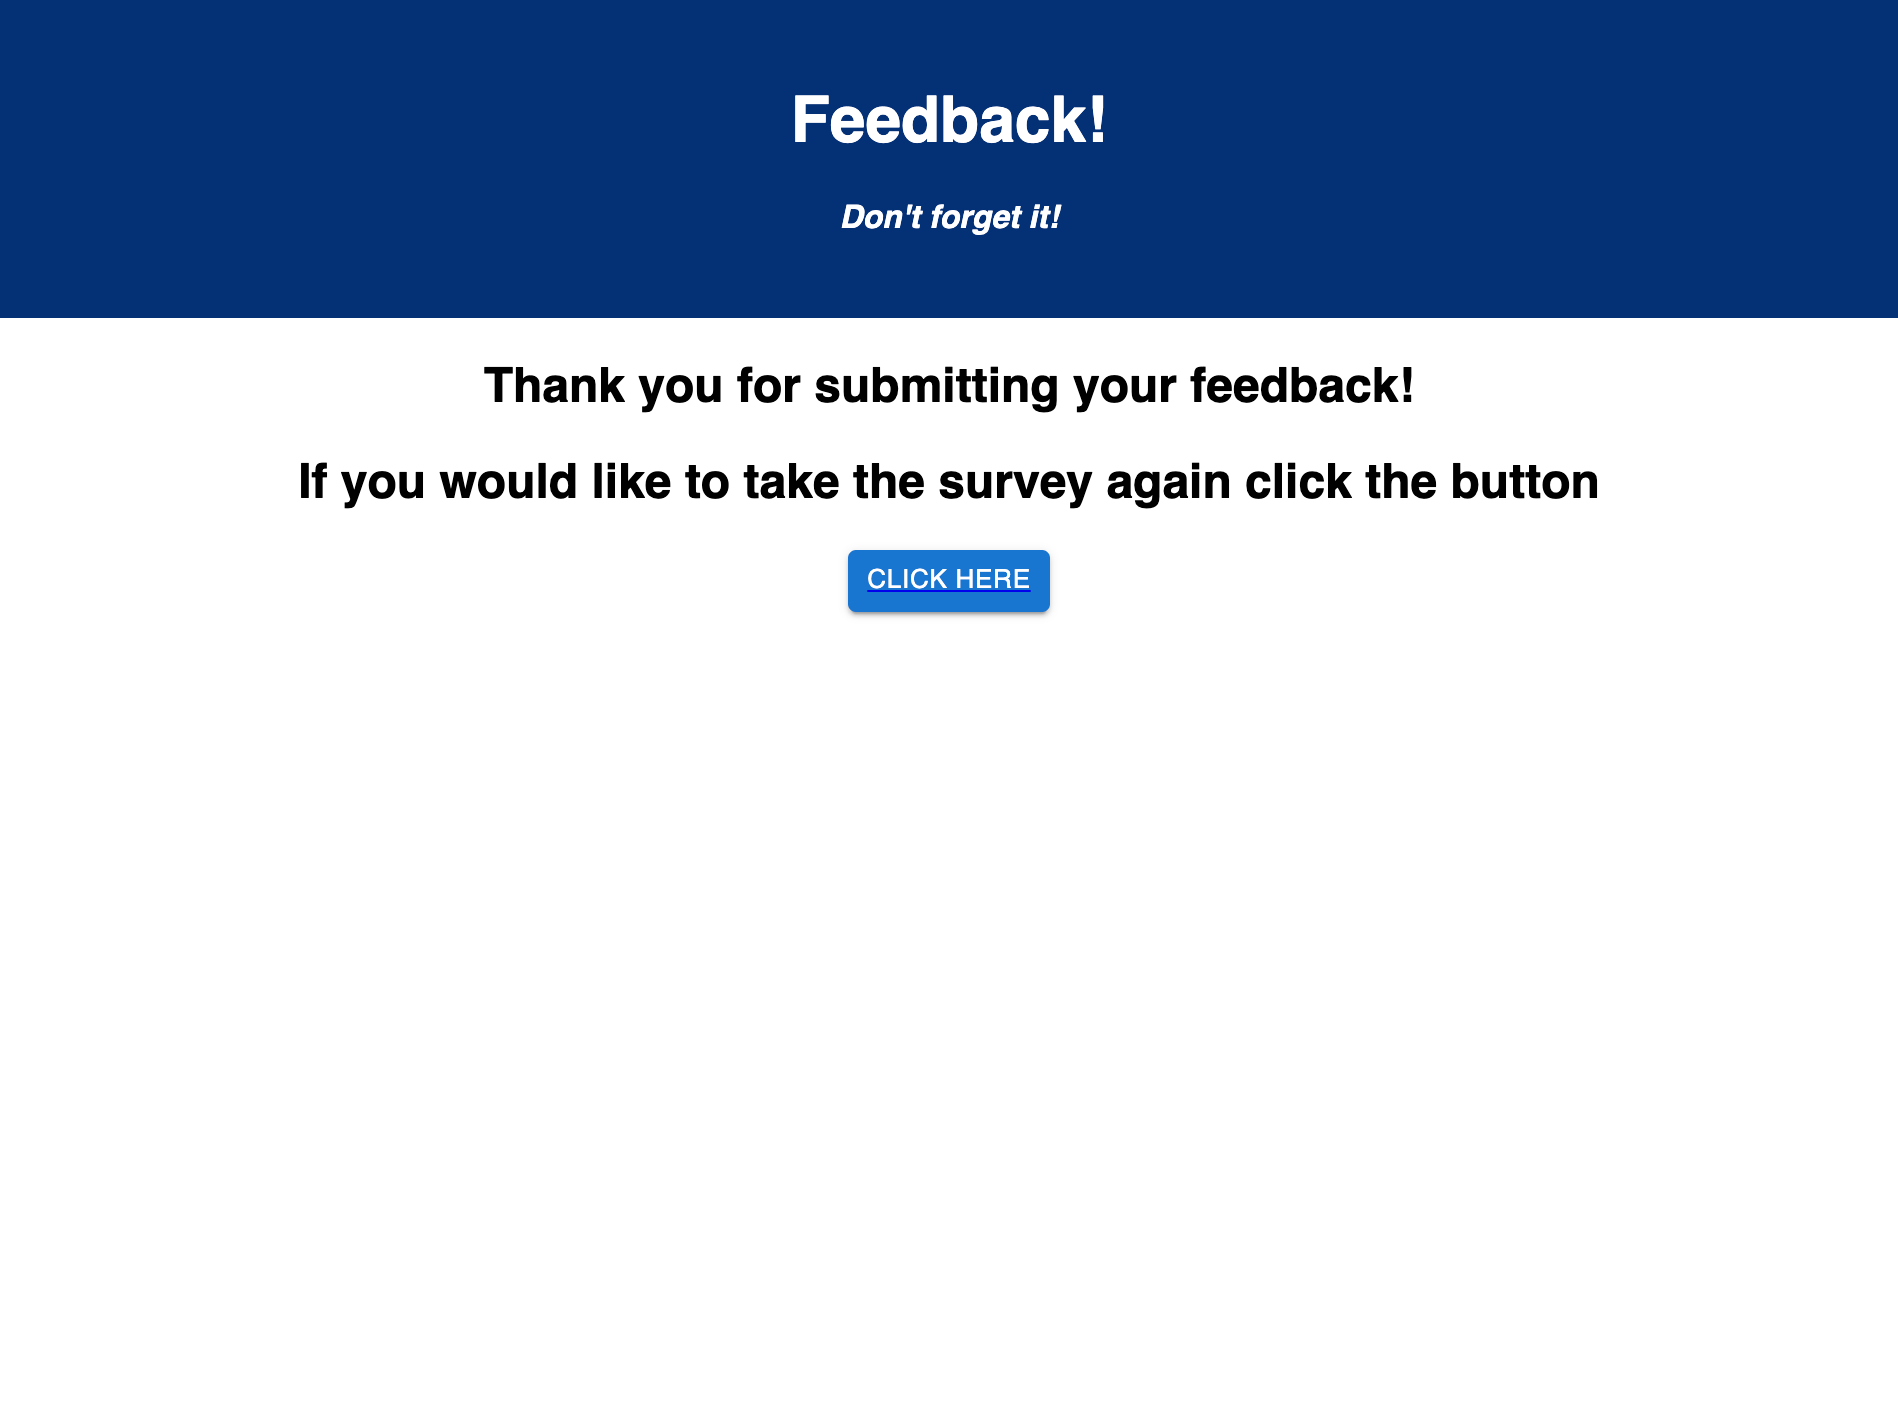 Feedback!
Don't forget it!
Thank you for submitting your feedback!
If you would like to take the survey again click the button
CLICK HERE